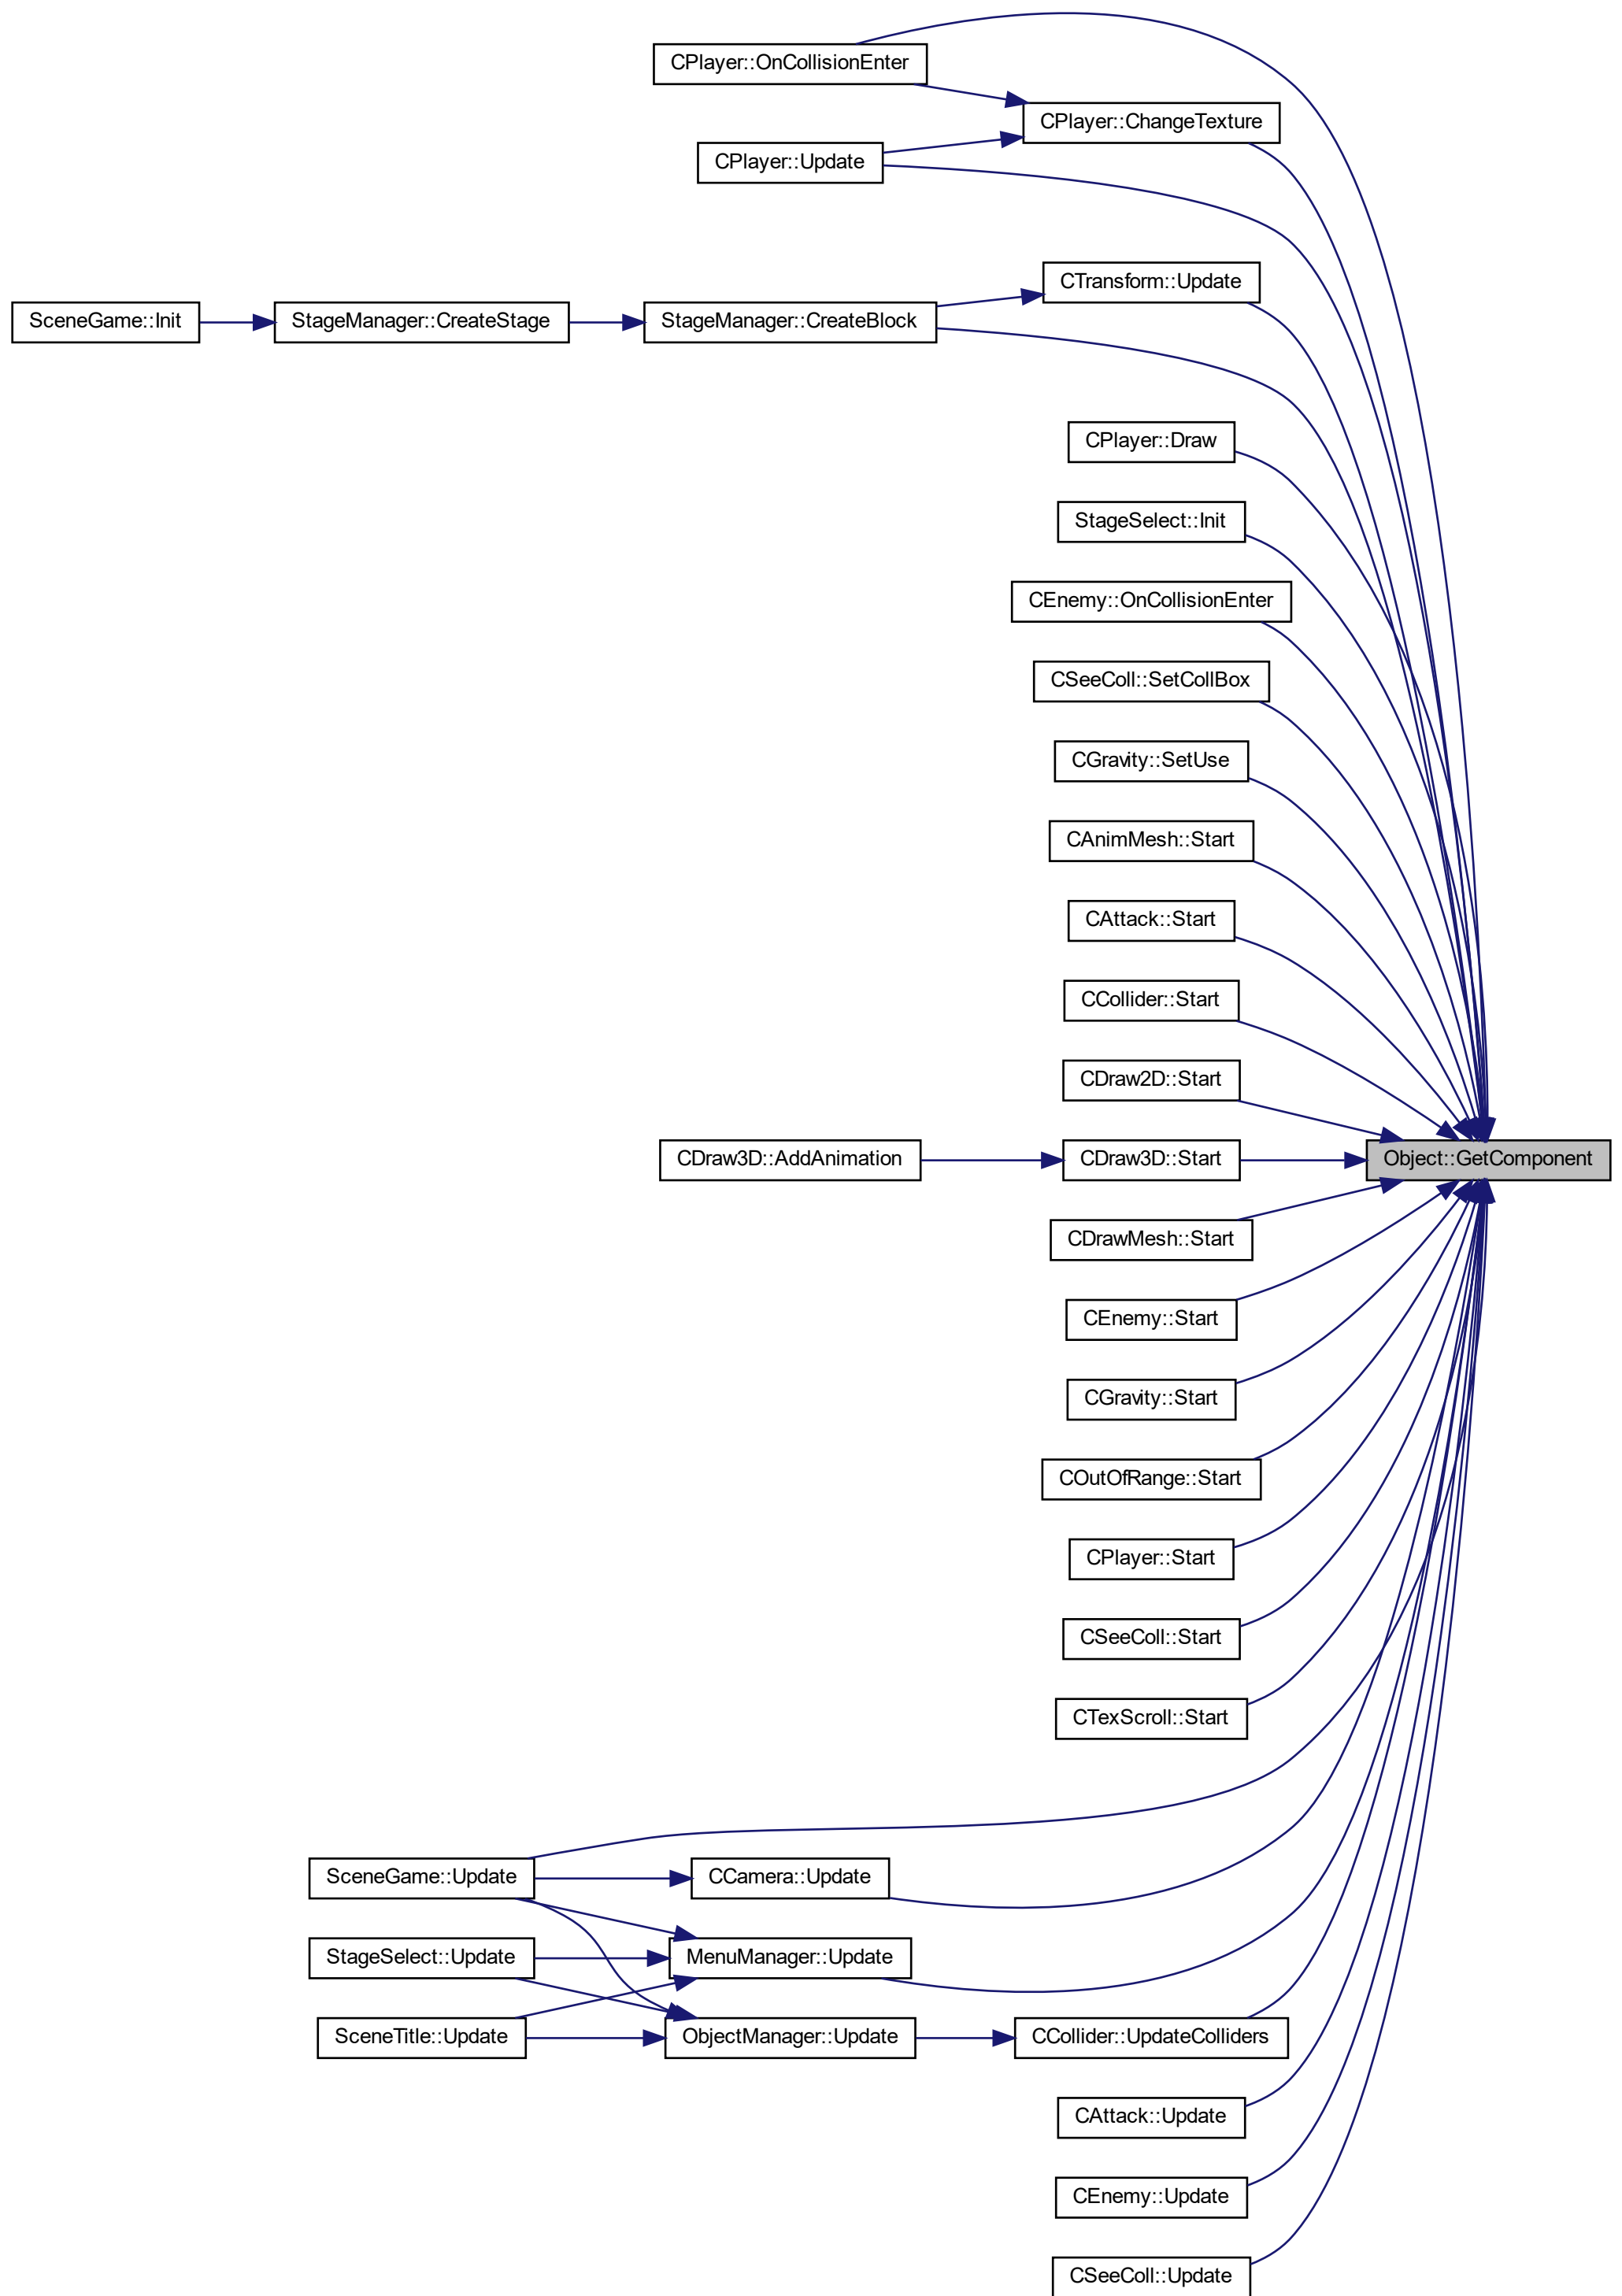 CPlayer::OnCollisionEnter
CPlayer::ChangeTexture
CPlayer::Update
CTransform::Update
SceneGame::Init
StageManager::CreateStage
StageManager::CreateBlock
CPlayer::Draw
StageSelect::Init
CEnemy::OnCollisionEnter
CSeeColl::SetCollBox
CGravity::SetUse
CAnimMesh::Start
CAttack::Start
CCollider::Start
CDraw2D::Start
CDraw3D::AddAnimation
CDraw3D::Start
Object::GetComponent
CDrawMesh::Start
CEnemy::Start
CGravity::Start
COutOfRange::Start
CPlayer::Start
CSeeColl::Start
CTexScroll::Start
SceneGame::Update
CCamera::Update
StageSelect::Update
MenuManager::Update
SceneTitle::Update
ObjectManager::Update
CCollider::UpdateColliders
CAttack::Update
CEnemy::Update
CSeeColl::Update